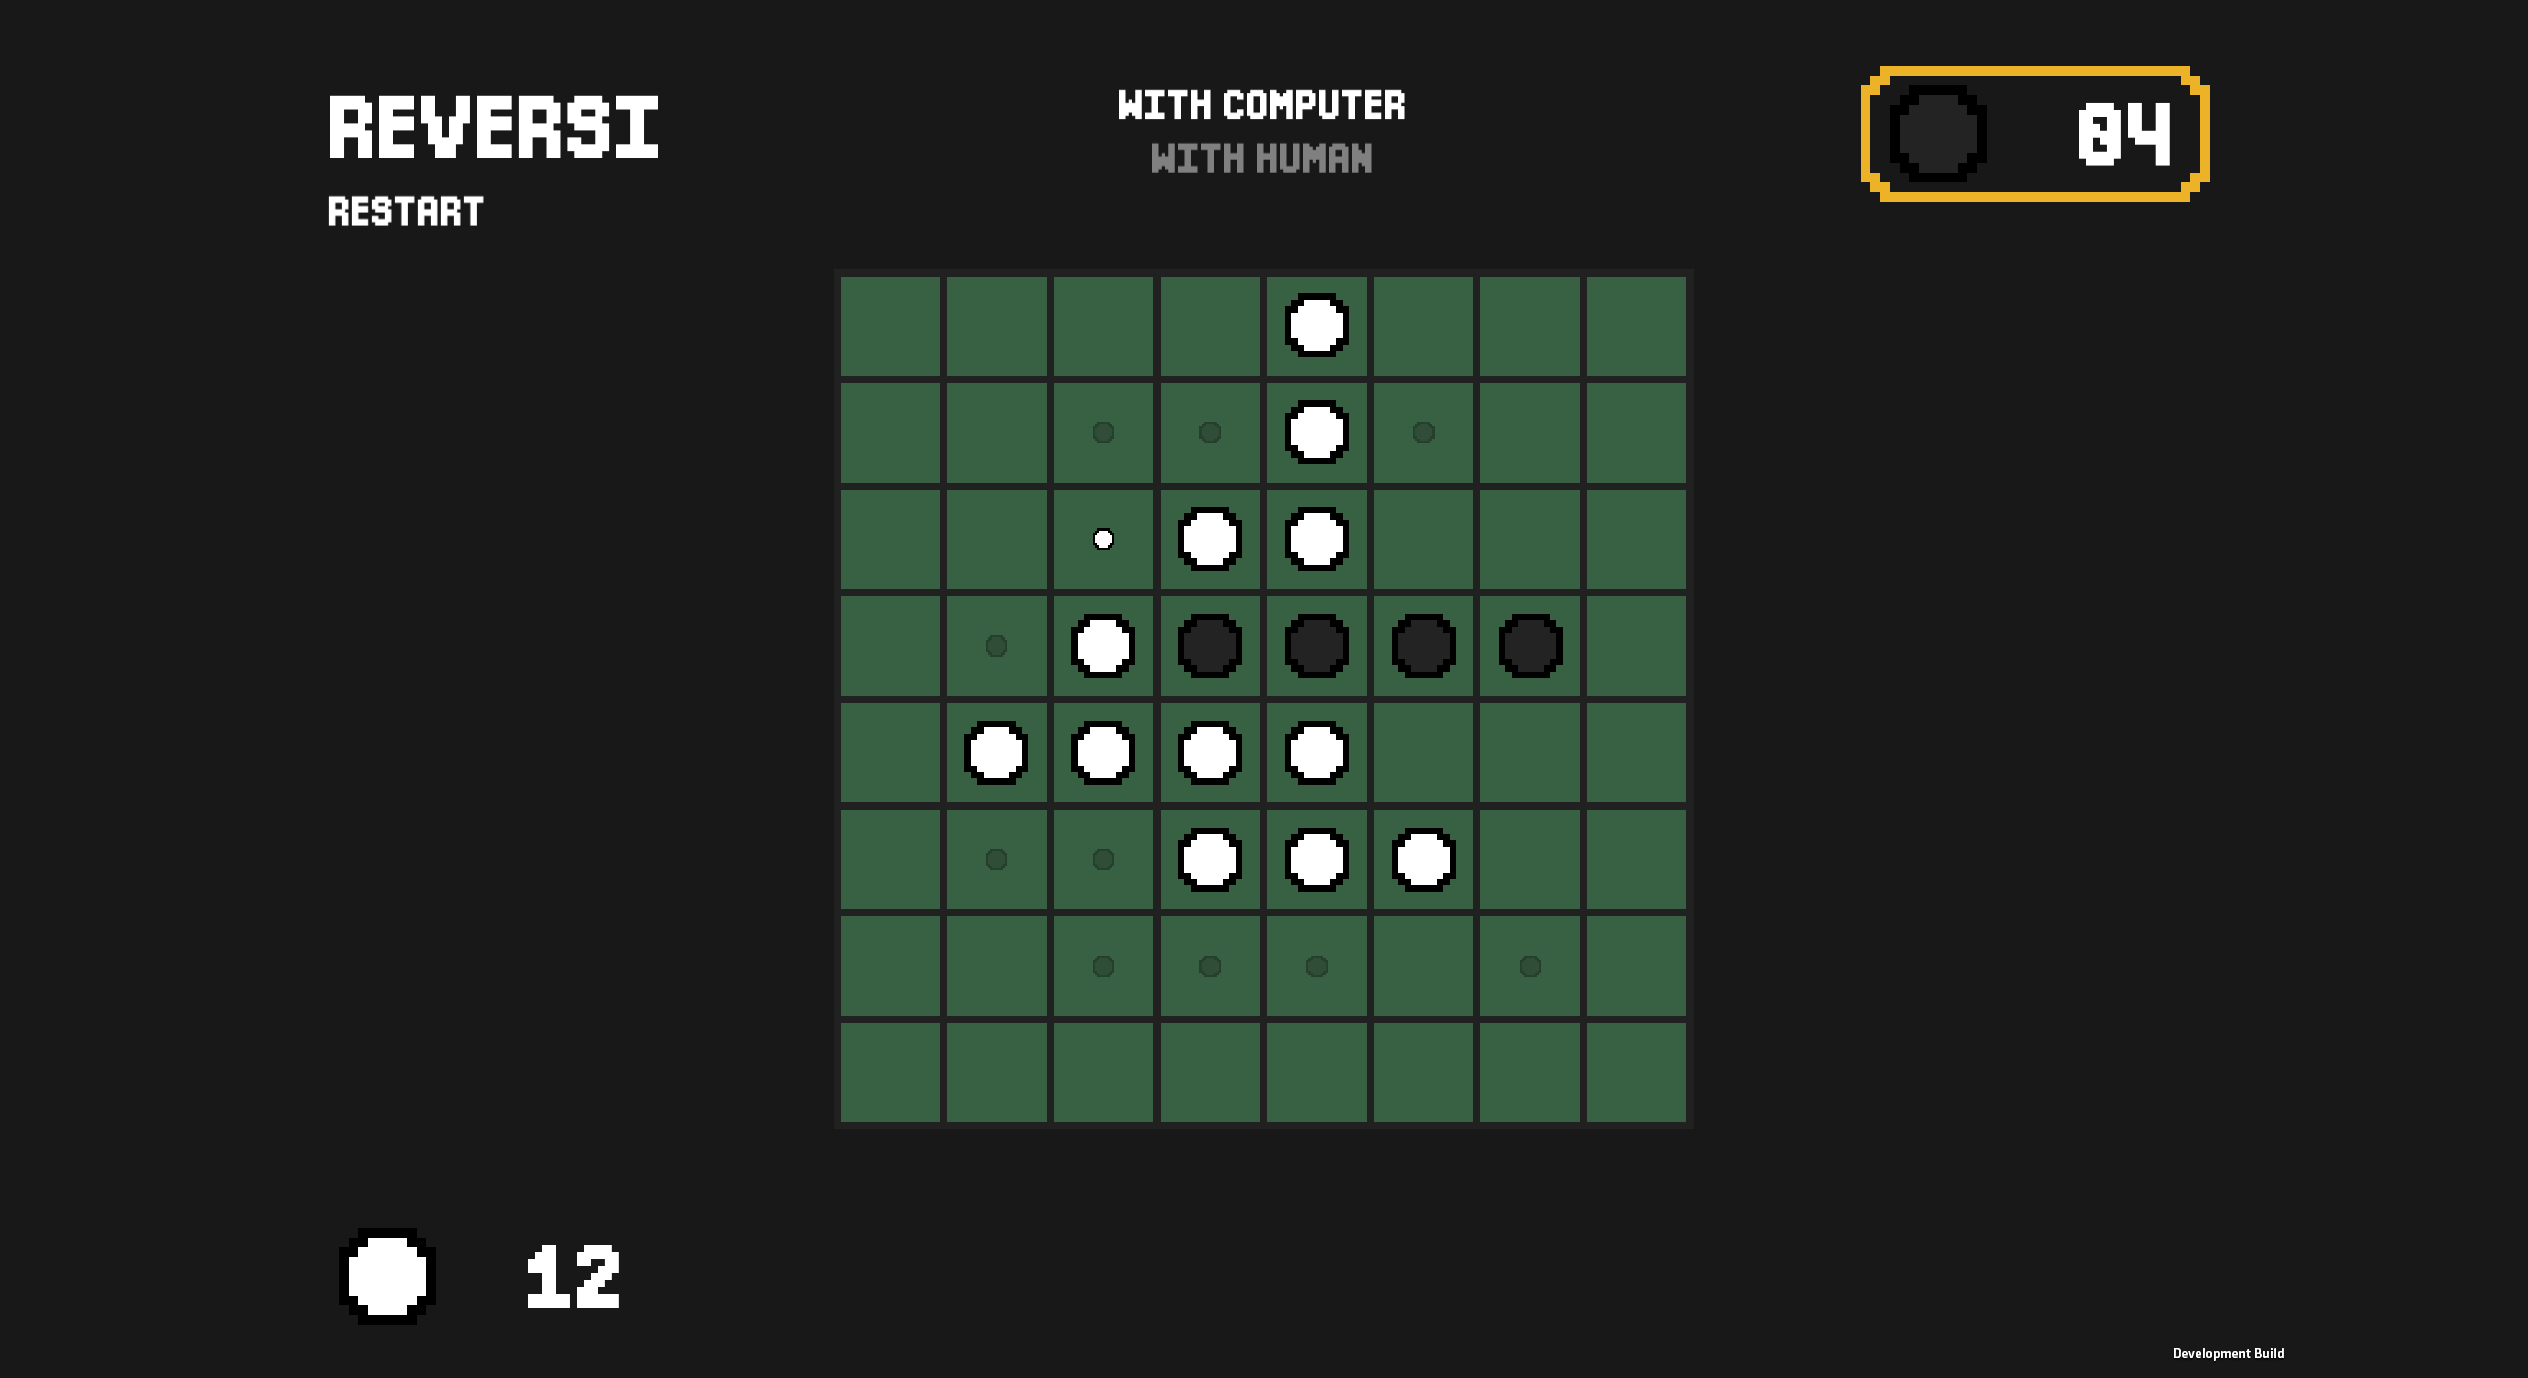 REVERSI
RESTART
WITH COMPUTER
WITH HUMAN
04
12
Development Build